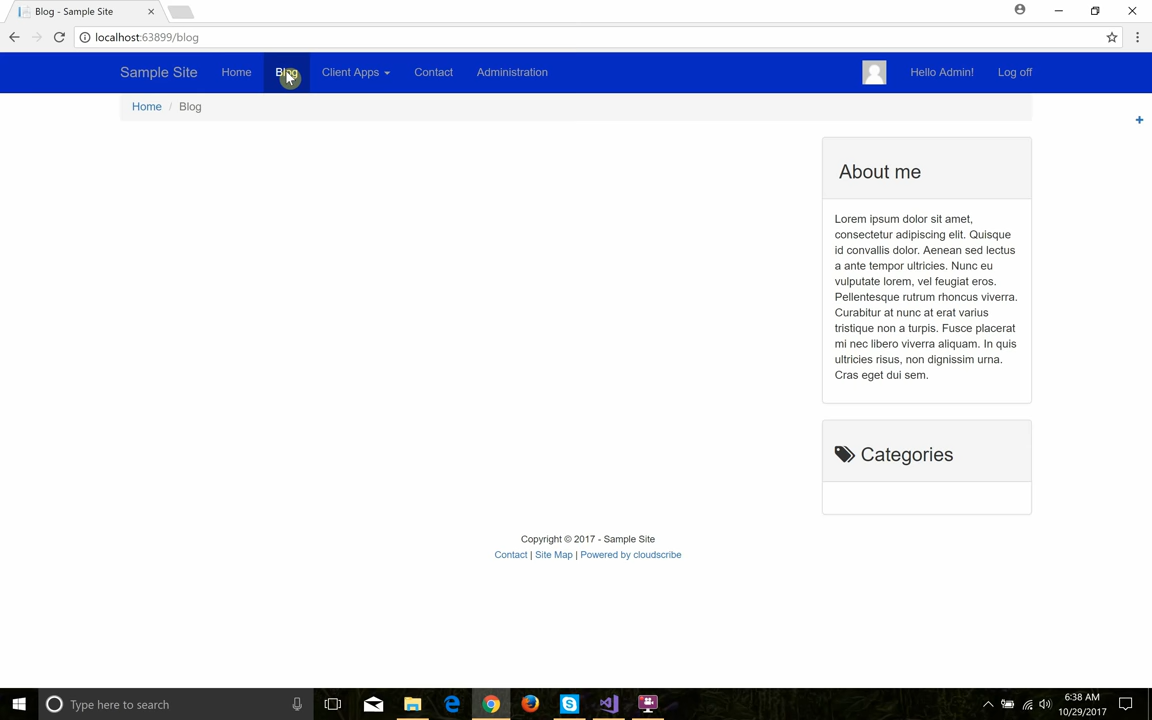 Blog - Sample Site
localhost:63899/blog
Sample Site Home Blog Client Apps Contact Administration Hello Admin! Log off
Home / Blog
About me
Lorem ipsum dolor sit amet,
consectetur adipiscing elit. Quisque
id convallis dolor. Aenean sed lectus
a ante tempor ultricies. Nunc eu
vulputate lorem, vel feugiat eros.
Pellentesque rutrum rhoncus viverra.
Curabitur at nunc at erat varius
tristique non a turpis. Fusce placerat
mi nec libero viverra aliquam. In quis
ultricies risus, non dignissim urna.
Cras eget dui sem.
Categories
Copyright © 2017 - Sample Site
Contact | Site Map | Powered by cloudscribe
Type here to search
6:38 AM
10/29/2017